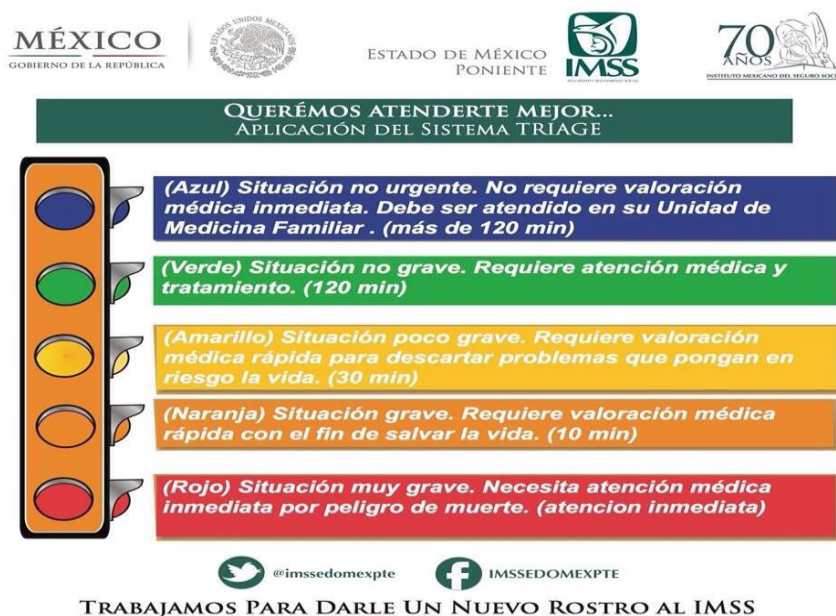 MÉXICO
GOBIERNO DE LA REPÚBLICA
ESTADOS UNIDOS MEXICANOS
ESTADO DE MÉXICO
PONIENTE
IMSS
SEGURIDAD Y SOLIDARIDAD SOCIAL
70
AÑOS
INSTITUTO MEXICANO DEL SEGURO SOCI
QUERÉMOS ATENDERTE MEJOR...
APLICACIÓN DEL SISTEMA TRIAGE
(Azul) Situación no urgente. No requiere valoración
médica inmediata. Debe ser atendido en su Unidad de
Medicina Familiar . (más de 120 min)
(Verde) Situación no grave. Requiere atención médica y
tratamiento. (120 min)
(Amarillo) Situación poco grave. Requiere valoración
médica rápida para descartar problemas que pongan en
riesgo la vida. (30 min)
(Naranja) Situación grave. Requiere valoración médica
rápida con el fin de salvar la vida. (10 min)
(Rojo) Situación muy grave. Necesita atención médica
inmediata por peligro de muerte. (atencion inmediata)
@imssedomexpte
IMSSEDOMEXPTE
TRABAJAMOS PARA DARLE UN NUEVO ROSTRO AL IMSS